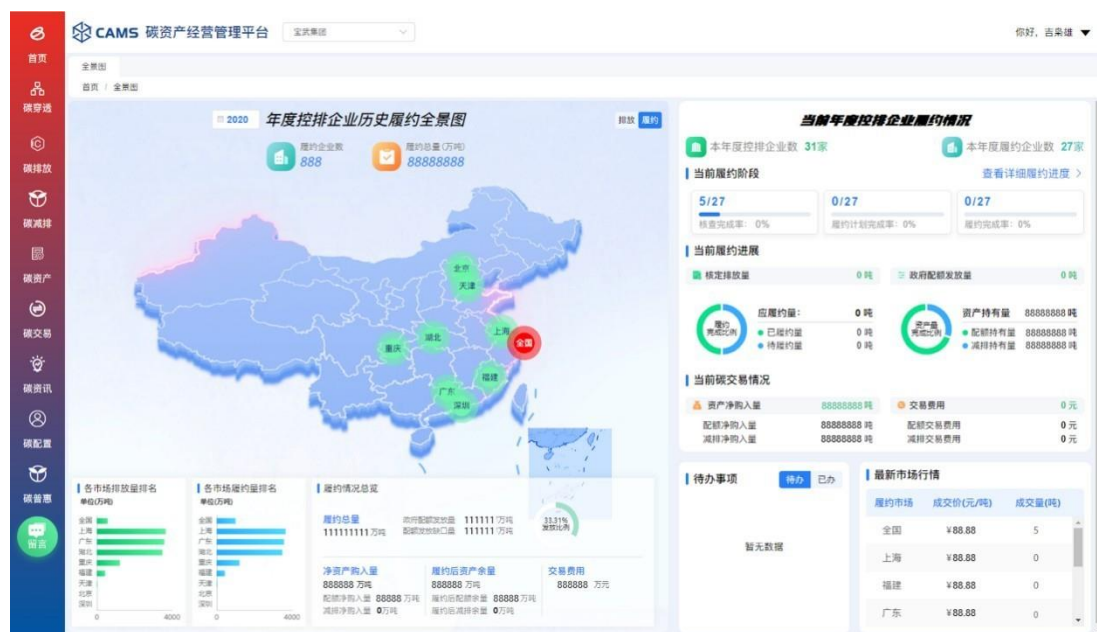 CAMS 碳资产经营管理平台
宝武集团
你好，吉枭雄
首页
碳穿透
碳排放
碳减排
碳资产
碳交易
碳资讯
碳配置
碳普惠
留言
全景图
首页 / 全景图
2020 年度控排企业历史履约全景图
排放 履约
履约企业数
888
履约总量(万吨)
88888888
北京
天津
上海
全国
湖北
重庆
福建
广东
深圳
各市场排放量排名
单位(万吨)
全国
上海
广东
湖北
重庆
福建
天津
北京
深圳
0 4000
各市场履约量排名
单位(万吨)
全国
上海
广东
湖北
重庆
福建
天津
北京
深圳
0 4000
履约情况总览
履约总量
111111111万吨
政府配额发放量 111111万吨
配额发放缺口量 111111万吨
33.31%
发放比例
净资产购入量
888888 万吨
配额净购入量 88888万吨
减排净购入量 0万吨
履约后资产余量
888888 万吨
履约后配额余量 88888万吨
履约后减排余量 0万吨
交易费用
888888 万元
当前年度控排企业履约情况
本年度控排企业数 31家
本年度履约企业数 27家
当前履约阶段
查看详细履约进度 >
5/27
核查完成率: 0%
0/27
履约计划完成率: 0%
0/27
履约完成率: 0%
当前履约进展
核定排放量 0 吨
政府配额发放量 0 吨
履约
完成比例
应履约量: 0 吨
已履约量 0 吨
待履约量 0 吨
资产量
完成比例
资产持有量 88888888 吨
配额持有量 88888888 吨
减排持有量 88888888 吨
当前碳交易情况
资产净购入量 88888888 吨
配额净购入量 88888888 吨
减排净购入量 88888888 吨
交易费用 0 元
配额交易费用 0 元
减排交易费用 0 元
待办事项 待办 已办
暂无数据
最新市场行情
履约市场 成交价(元/吨) 成交量(吨)
全国 ¥88.88 5
上海 ¥88.88 0
福建 ¥88.88 0
广东 ¥88.88 0